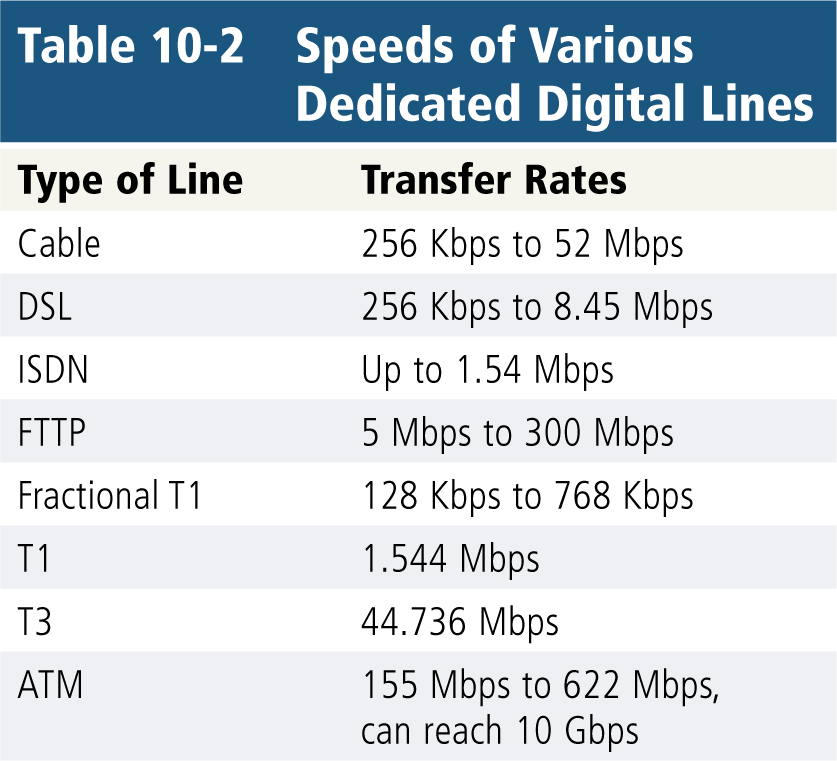 Table 10-2 Speeds of Various
Dedicated Digital Lines
Type of Line Transfer Rates
Cable 256 Kbps to 52 Mbps
DSL 256 Kbps to 8.45 Mbps
ISDN Up to 1.54 Mbps
FTTP 5 Mbps to 300 Mbps
Fractional T1 128 Kbps to 768 Kbps
T1 1.544 Mbps
T3 44.736 Mbps
ATM 155 Mbps to 622 Mbps,
can reach 10 Gbps